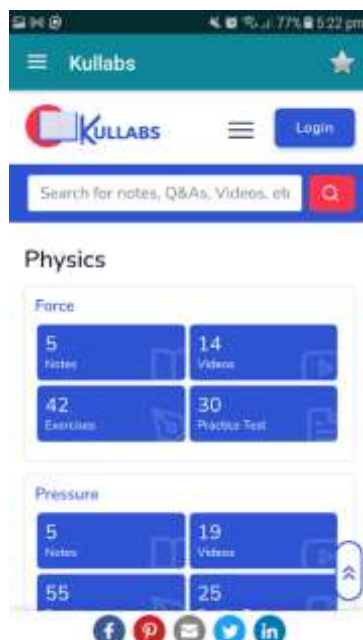 77% 5:22 pm
Kullabs
KULLABS
Login
Search for notes, Q&As, Videos, et
Physics
Force
5
Notes
14
Videos
42
Exercises
30
Practice Test
Pressure
5
Notes
19
Videos
55
25